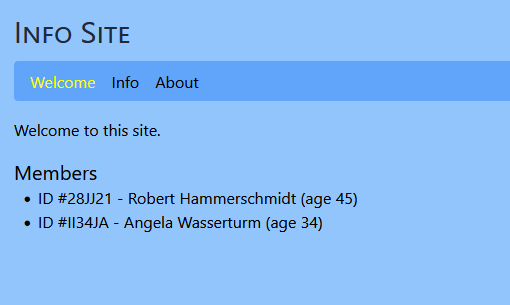 Info Site
Welcome Info About
Welcome to this site.
Members
• ID #28JJ21 - Robert Hammerschmidt (age 45)
• ID #II34JA - Angela Wasserturm (age 34)